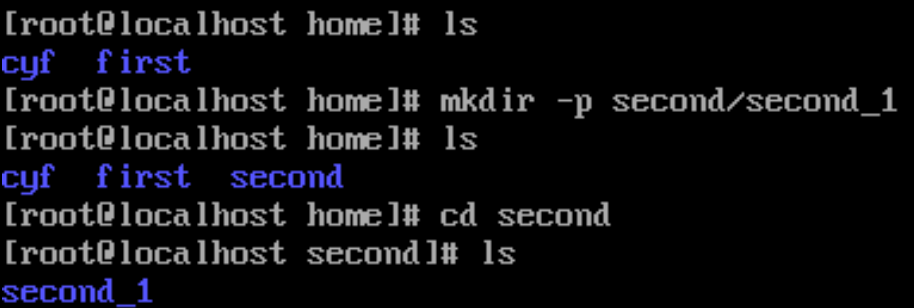 [root@localhost home]# ls
cyf  first
[root@localhost home]# mkdir -p second/second_1
[root@localhost home]# ls
cyf  first  second
[root@localhost home]# cd second
[root@localhost second]# ls
second_1